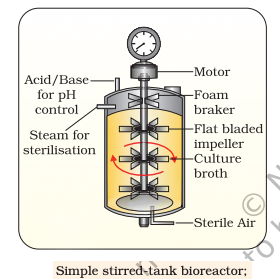 Motor
Acid/Base
for pH
control
Foam
braker
Steam for
sterilisation
Flat bladed
impeller
Culture
broth
Sterile Air
Simple stirred-tank bioreactor;
©
to b